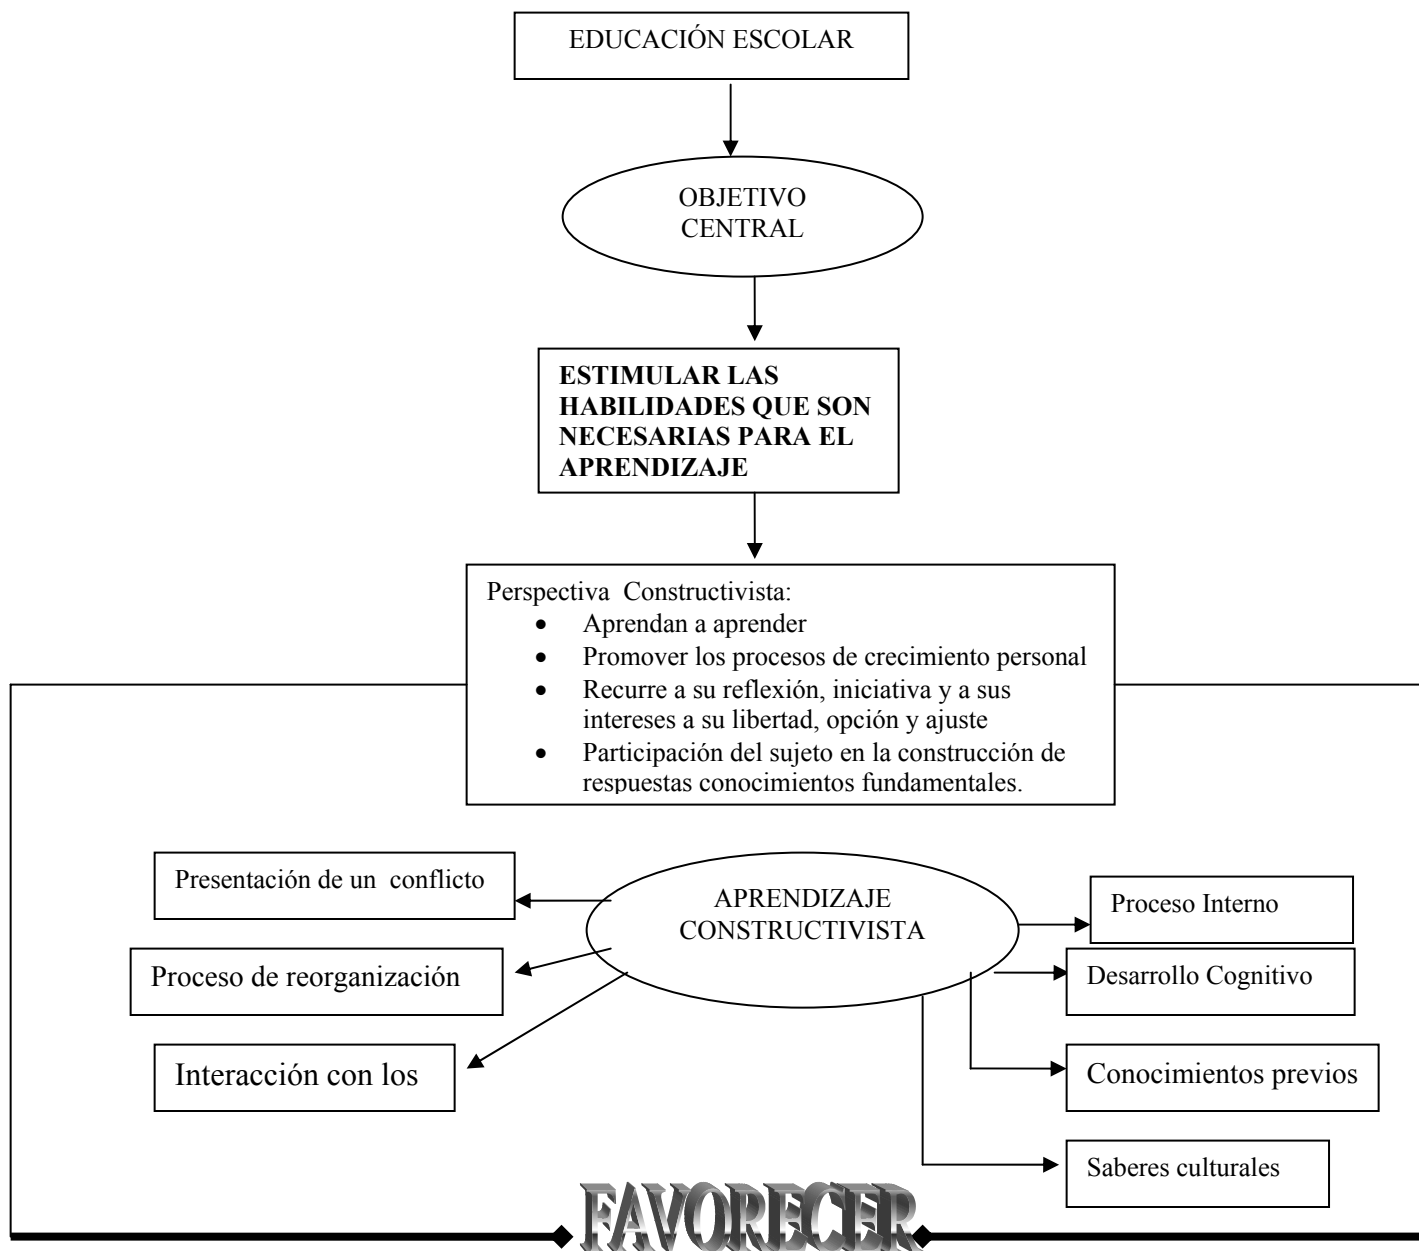 EDUCACIÓN ESCOLAR
OBJETIVO
CENTRAL
ESTIMULAR LAS
HABILIDADES QUE SON
NECESARIAS PARA EL
APRENDIZAJE
Perspectiva Constructivista:
• Aprendan a aprender
• Promover los procesos de crecimiento personal
• Recurre a su reflexión, iniciativa y a sus
intereses a su libertad, opción y ajuste
• Participación del sujeto en la construcción de
respuestas conocimientos fundamentales.
APRENDIZAJE
CONSTRUCTIVISTA
Presentación de un conflicto
Proceso de reorganización
Interacción con los
Proceso Interno
Desarrollo Cognitivo
Conocimientos previos
Saberes culturales
FAVORECER